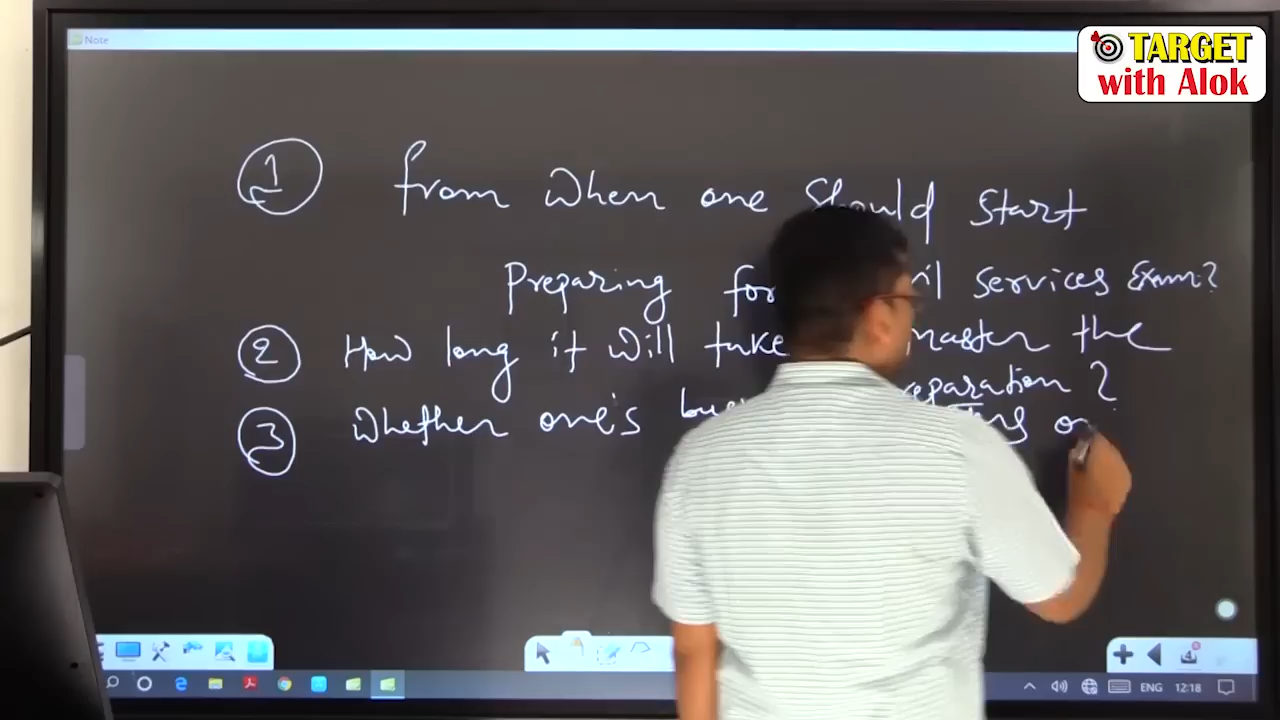 Note
TARGET
with Alok
1 from when one should start
Preparing for services Exam?
2 How long it will take master the
3 Whether one's
ENG 12:18